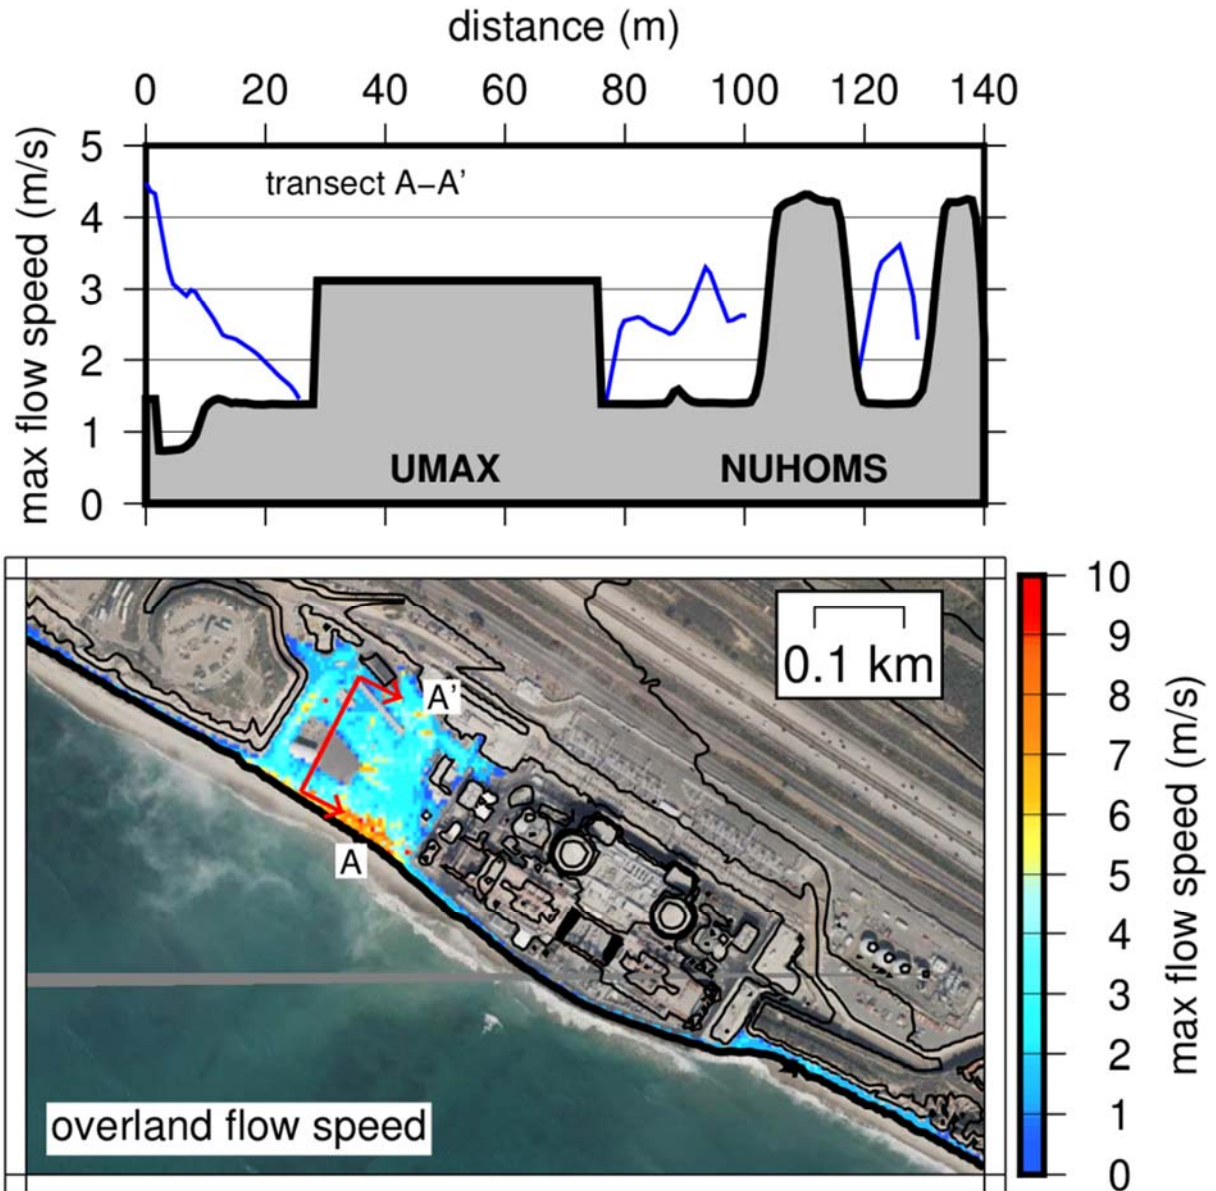 distance (m)
0 20 40 60 80 100 120 140
max flow speed (m/s)
5
4
3
2
1
0
transect A–A'
UMAX
NUHOMS
0.1 km
A'
A
overland flow speed
10
9
8
7
6
5
4
3
2
1
0
max flow speed (m/s)